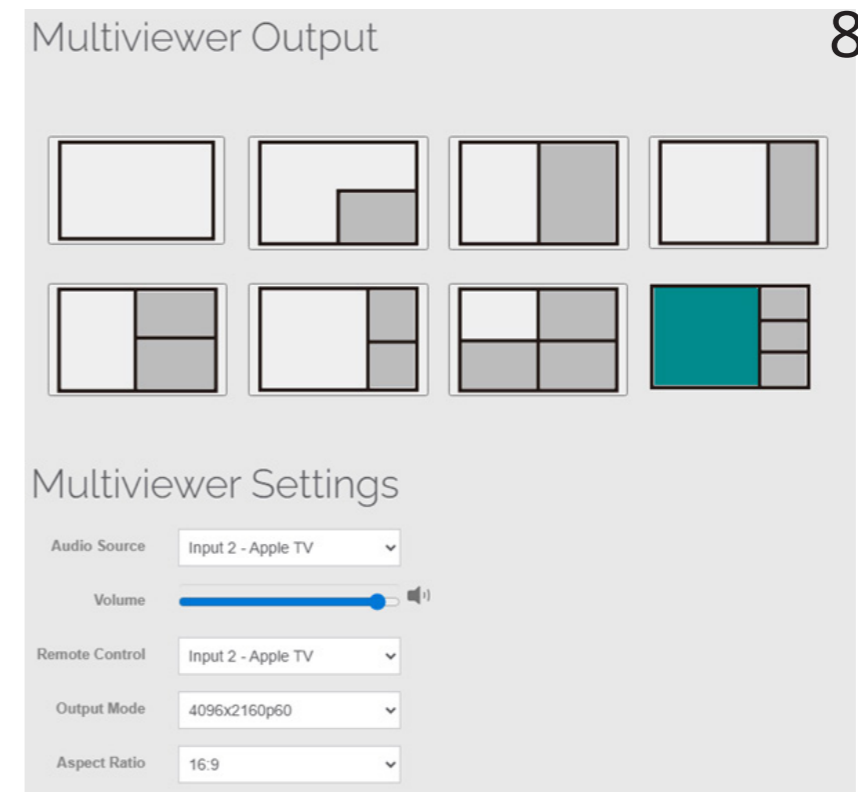 Multiviewer Output
8
Multiviewer Settings
Audio Source Input 2 - Apple TV
Volume
Remote Control Input 2 - Apple TV
Output Mode 4096x2160p60
Aspect Ratio 16:9